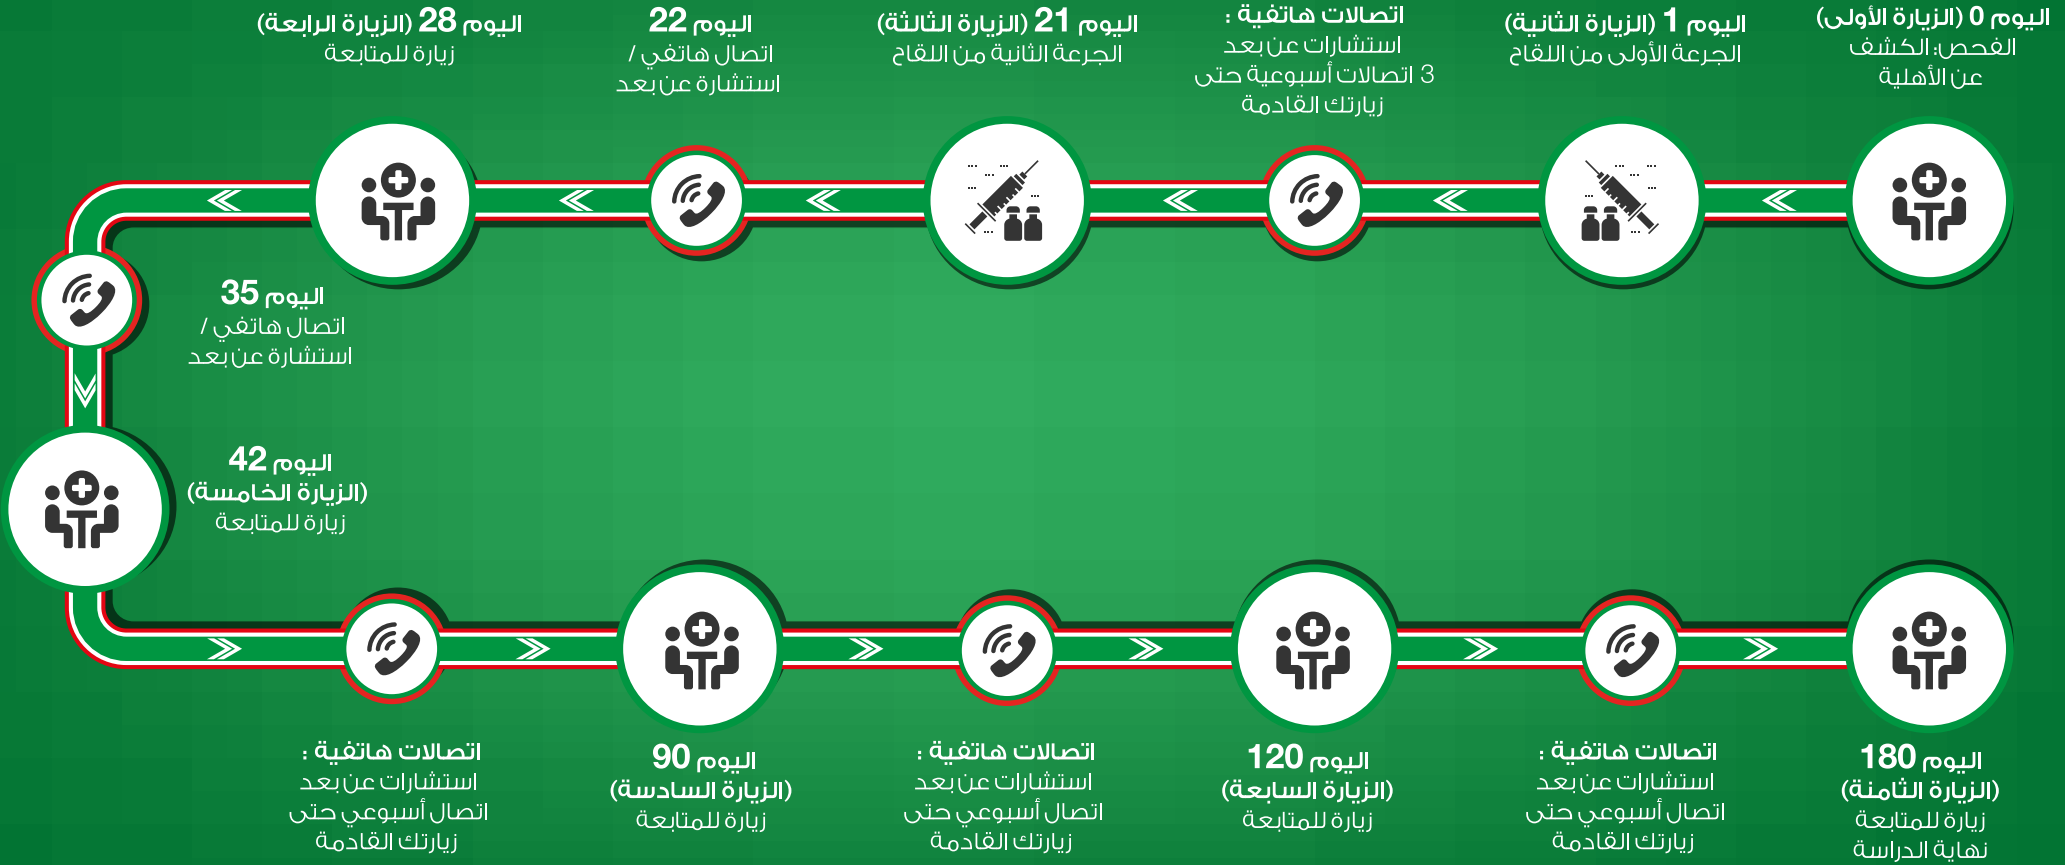 اليوم 0 (الزيارة الأولى)
الفحص: الكشف
عن الأهلية
اليوم 1 (الزيارة الثانية)
الجرعة الأولى من اللقاح
اتصالات هاتفية :
استشارات عن بعد
3 اتصالات أسبوعية حتى
زيارتك القادمة
اليوم 21 (الزيارة الثالثة)
الجرعة الثانية من اللقاح
اليوم 22
اتصال هاتفي /
استشارة عن بعد
اليوم 28 (الزيارة الرابعة)
زيارة للمتابعة
اليوم 35
اتصال هاتفي /
استشارة عن بعد
اليوم 42
(الزيارة الخامسة)
زيارة للمتابعة
اتصالات هاتفية :
استشارات عن بعد
اتصال أسبوعي حتى
زيارتك القادمة
اليوم 90
(الزيارة السادسة)
زيارة للمتابعة
اتصالات هاتفية :
استشارات عن بعد
اتصال أسبوعي حتى
زيارتك القادمة
اليوم 120
(الزيارة السابعة)
زيارة للمتابعة
اتصالات هاتفية :
استشارات عن بعد
اتصال أسبوعي حتى
زيارتك القادمة
اليوم 180
(الزيارة الثامنة)
زيارة للمتابعة
نهاية الدراسة